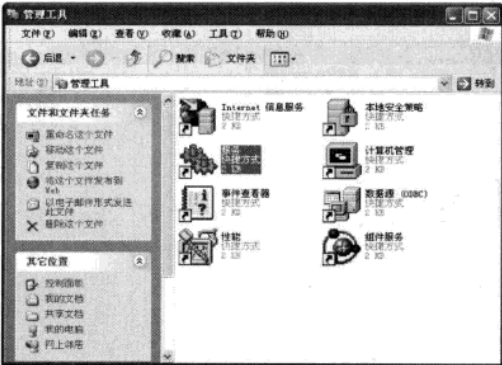 管理工具
文件(F) 编辑(E) 查看(V) 收藏(A) 工具(T) 帮助(H)
后退 搜索 文件夹
地址(D) 管理工具 转到
文件和文件夹任务
重命名这个文件
移动这个文件
复制这个文件
将这个文件发布到
Web
以电子邮件形式发送
此文件
删除这个文件
其它位置
控制面板
我的文档
共享文档
我的电脑
网上邻居
Internet 信息服务
快捷方式
2 KB
本地安全策略
快捷方式
2 KB
服务
快捷方式
2 KB
计算机管理
快捷方式
2 KB
事件查看器
快捷方式
2 KB
数据源 (ODBC)
快捷方式
2 KB
性能
快捷方式
2 KB
组件服务
快捷方式
2 KB